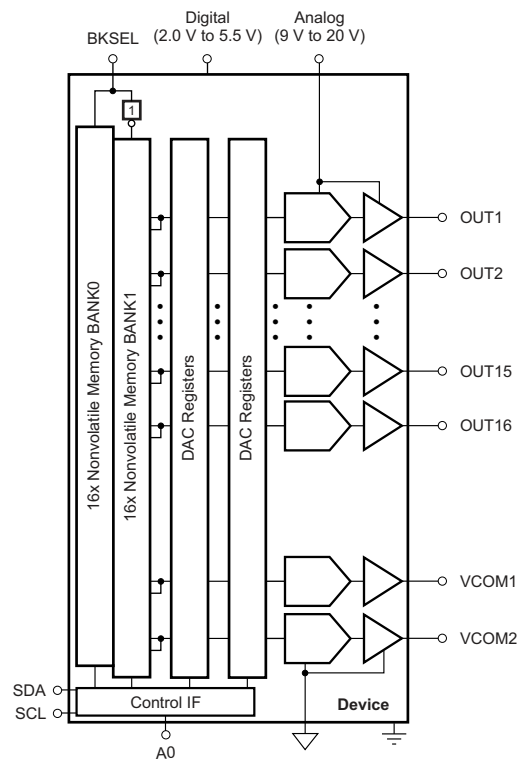 Digital
(2.0 V to 5.5 V)
Analog
(9 V to 20 V)
BKSEL
1
16x Nonvolatile Memory BANK0
16x Nonvolatile Memory BANK1
DAC Registers
DAC Registers
OUT1
OUT2
OUT15
OUT16
VCOM1
VCOM2
SDA
SCL
Control IF
Device
A0